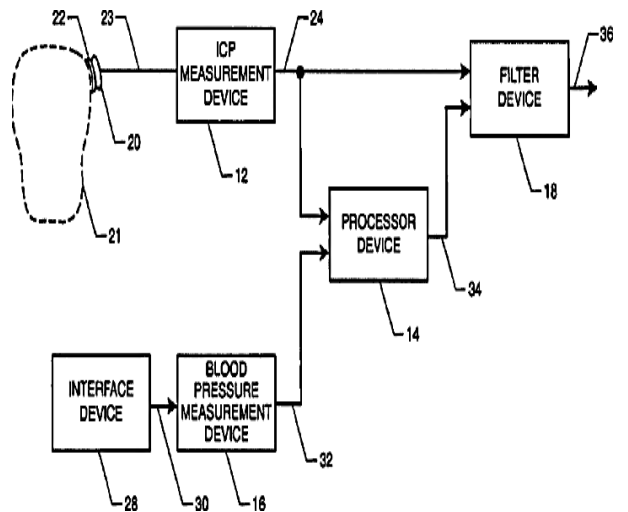 22
23
24
36
ICP
MEASUREMENT
DEVICE
FILTER
DEVICE
20
12
18
21
PROCESSOR
DEVICE
34
14
INTERFACE
DEVICE
BLOOD
PRESSURE
MEASUREMENT
DEVICE
32
28
30
16